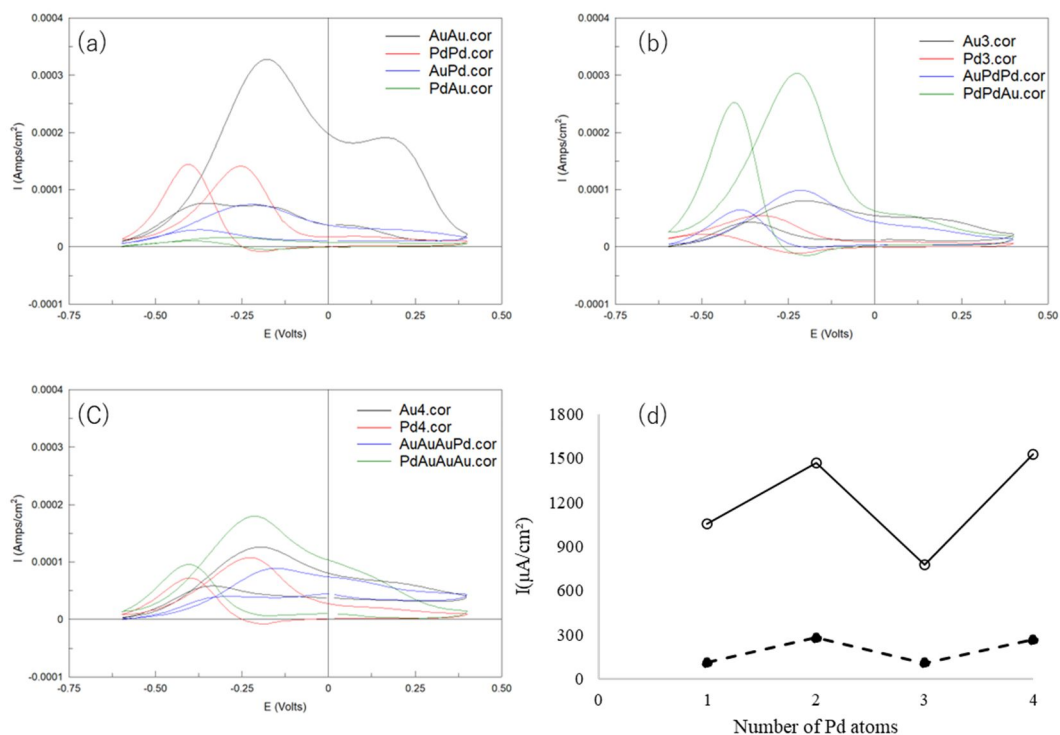 (a)
AuAu.cor
PdPd.cor
AuPd.cor
PdAu.cor
0.0004
0.0003
0.0002
0.0001
0
-0.0001
I (Amps/cm²)
-0.75
-0.50
-0.25
0
0.25
0.50
E (Volts)
(b)
Au3.cor
Pd3.cor
AuPdPd.cor
PdPdAu.cor
0.0004
0.0003
0.0002
0.0001
0
-0.0001
I (Amps/cm²)
-0.75
-0.50
-0.25
0
0.25
0.50
E (Volts)
(C)
Au4.cor
Pd4.cor
AuAuAuPd.cor
PdAuAuAu.cor
0.0004
0.0003
0.0002
0.0001
0
-0.0001
I (Amps/cm²)
-0.75
-0.50
-0.25
0
0.25
0.50
E (Volts)
(d)
1800
1500
1200
900
600
300
0
I(μA/cm²)
0
1
2
3
4
Number of Pd atoms